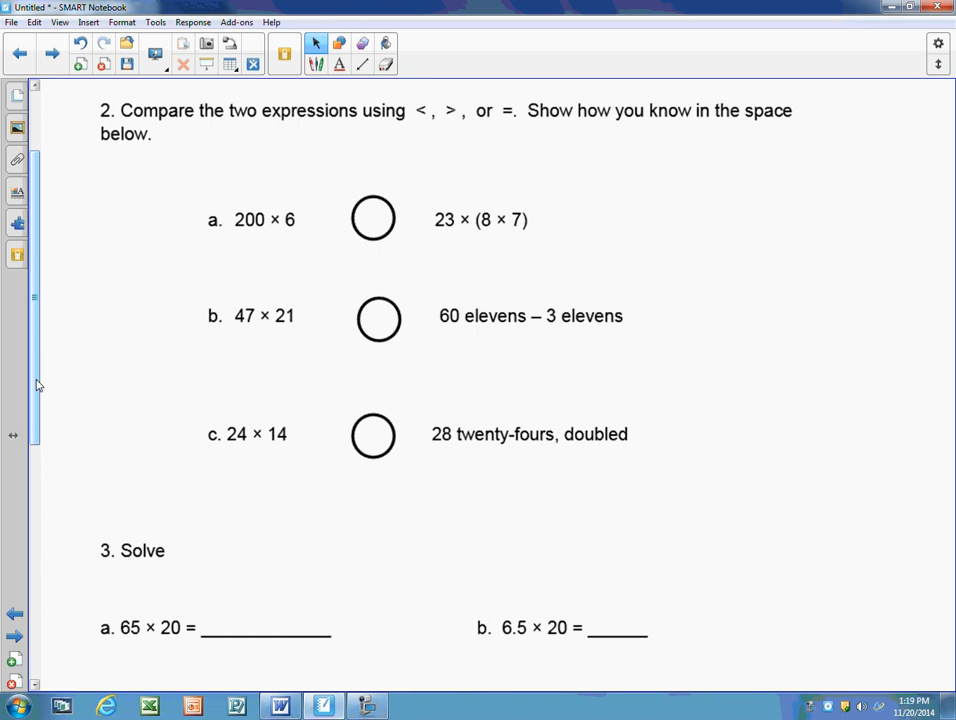 Untitled * - SMART Notebook
File Edit View Insert Format Tools Response Add-ons Help
2. Compare the two expressions using < , > , or =. Show how you know in the space
below.
a. 200 × 6 23 × (8 × 7)
b. 47 × 21 60 elevens – 3 elevens
c. 24 × 14 28 twenty-fours, doubled
3. Solve
a. 65 × 20 = _____________ b. 6.5 × 20 = ______
1:19 PM
11/20/2014